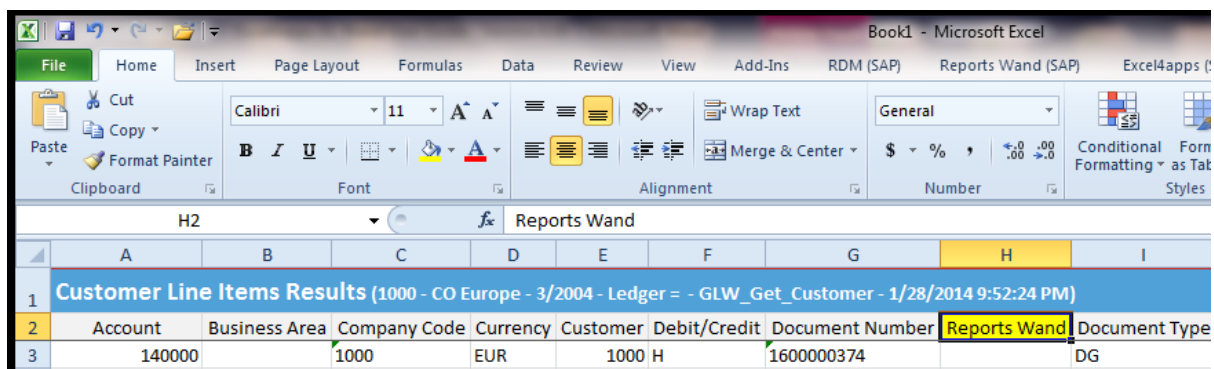 Book1 - Microsoft Excel
File Home Insert Page Layout Formulas Data Review View Add-Ins RDM (SAP) Reports Wand (SAP) Excel4apps (
Paste Cut Copy Format Painter
Calibri 11 A A
B I U A
Wrap Text
Merge & Center
General
$ % , .0 .00 .00 .0
Conditional Formatting
Form as Tab
Clipboard Font Alignment Number Styles
H2 fx Reports Wand
A B C D E F G H I
1 Customer Line Items Results (1000 - CO Europe - 3/2004 - Ledger = - GLW_Get_Customer - 1/28/2014 9:52:24 PM)
2 Account Business Area Company Code Currency Customer Debit/Credit Document Number Reports Wand Document Type
3 140000 1000 EUR 1000 H 1600000374 DG